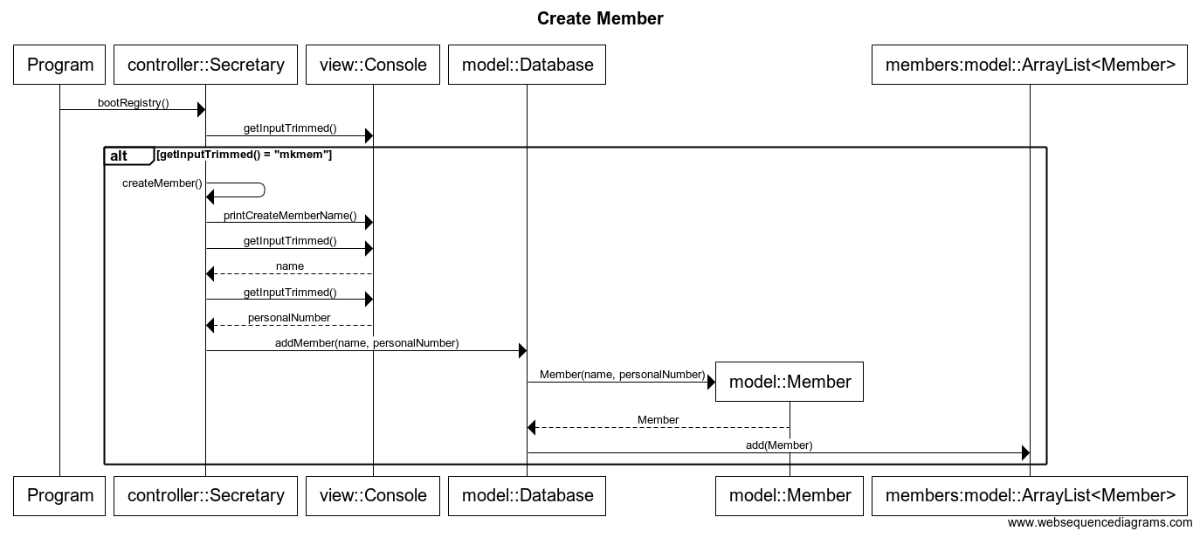 Create Member
Program controller::Secretary view::Console model::Database members:model::ArrayList<Member>
bootRegistry()
getInputTrimmed()
alt [getInputTrimmed() = "mkmem"]
createMember()
printCreateMemberName()
getInputTrimmed()
name
getInputTrimmed()
personalNumber
addMember(name, personalNumber)
Member(name, personalNumber) model::Member
Member
add(Member)
Program controller::Secretary view::Console model::Database model::Member members:model::ArrayList<Member>
www.websequencediagrams.com